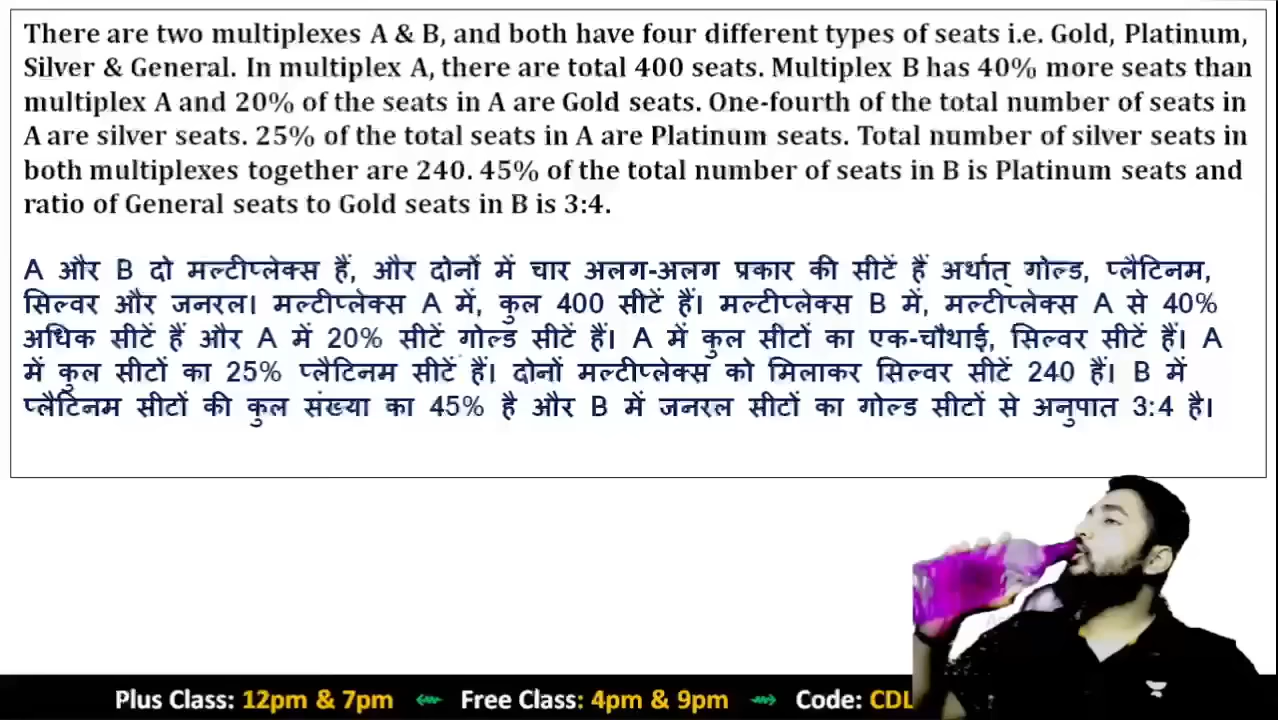 There are two multiplexes A & B, and both have four different types of seats i.e. Gold, Platinum,
Silver & General. In multiplex A, there are total 400 seats. Multiplex B has 40% more seats than
multiplex A and 20% of the seats in A are Gold seats. One-fourth of the total number of seats in
A are silver seats. 25% of the total seats in A are Platinum seats. Total number of silver seats in
both multiplexes together are 240. 45% of the total number of seats in B is Platinum seats and
ratio of General seats to Gold seats in B is 3:4.
A और B दो मल्टीप्लेक्स हैं, और दोनों में चार अलग-अलग प्रकार की सीटें हैं अर्थात् गोल्ड, प्लैटिनम,
सिल्वर और जनरल। मल्टीप्लेक्स A में, कुल 400 सीटें हैं। मल्टीप्लेक्स B में, मल्टीप्लेक्स A से 40%
अधिक सीटें हैं और A में 20% सीटें गोल्ड सीटें हैं। A में कुल सीटों का एक-चौथाई, सिल्वर सीटें हैं। A
में कुल सीटों का 25% प्लैटिनम सीटें हैं। दोनों मल्टीप्लेक्स को मिलाकर सिल्वर सीटें 240 हैं। B में
प्लैटिनम सीटों की कुल संख्या का 45% है और B में जनरल सीटों का गोल्ड सीटों से अनुपात 3:4 है।
Plus Class: 12pm & 7pm Free Class: 4pm & 9pm Code: CDL